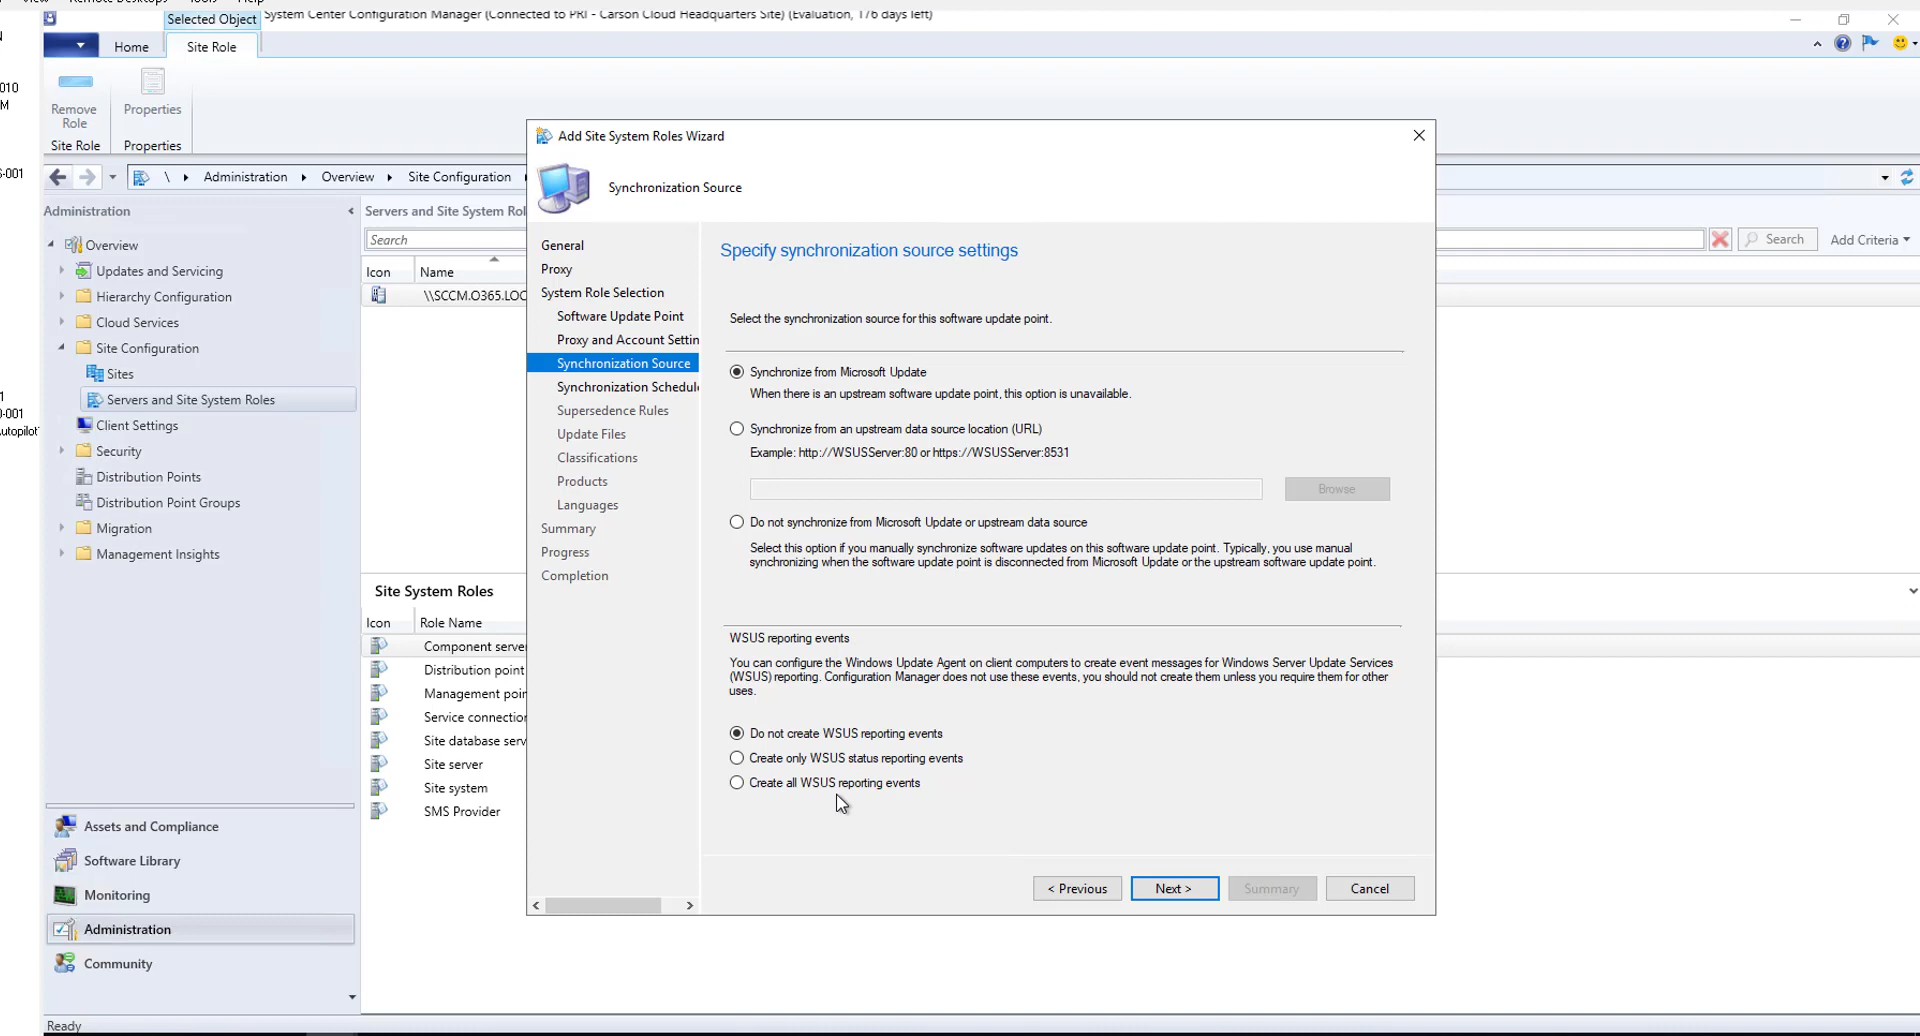 View Remote Desktops Tools Help
Selected Object
System Center Configuration Manager (Connected to PRI - Carson Cloud Headquarters Site) (Evaluation, 176 days left)
Home
Site Role
010
M
S-001
1
0-001
utopilot
Remove
Role
Properties
Site Role
Properties
\ Administration Overview Site Configuration
Administration
Overview
Updates and Servicing
Hierarchy Configuration
Cloud Services
Site Configuration
Sites
Servers and Site System Roles
Client Settings
Security
Distribution Points
Distribution Point Groups
Migration
Management Insights
Assets and Compliance
Software Library
Monitoring
Administration
Community
Ready
Servers and Site System Rol
Search
Search
Add Criteria
Icon Name
\\SCCM.O365.LOC
Site System Roles
Icon Role Name
Component serve
Distribution point
Management poin
Service connection
Site database serv
Site server
Site system
SMS Provider
Add Site System Roles Wizard
Synchronization Source
General
Proxy
System Role Selection
Software Update Point
Proxy and Account Settin
Synchronization Source
Synchronization Schedule
Supersedence Rules
Update Files
Classifications
Products
Languages
Summary
Progress
Completion
Specify synchronization source settings
Select the synchronization source for this software update point.
Synchronize from Microsoft Update
When there is an upstream software update point, this option is unavailable.
Synchronize from an upstream data source location (URL)
Example: http://WSUSServer:80 or https://WSUSServer:8531
Browse
Do not synchronize from Microsoft Update or upstream data source
Select this option if you manually synchronize software updates on this software update point. Typically, you use manual
synchronizing when the software update point is disconnected from Microsoft Update or the upstream software update point.
WSUS reporting events
You can configure the Windows Update Agent on client computers to create event messages for Windows Server Update Services
(WSUS) reporting. Configuration Manager does not use these events, you should not create them unless you require them for other
uses.
Do not create WSUS reporting events
Create only WSUS status reporting events
Create all WSUS reporting events
< Previous
Next >
Summary
Cancel